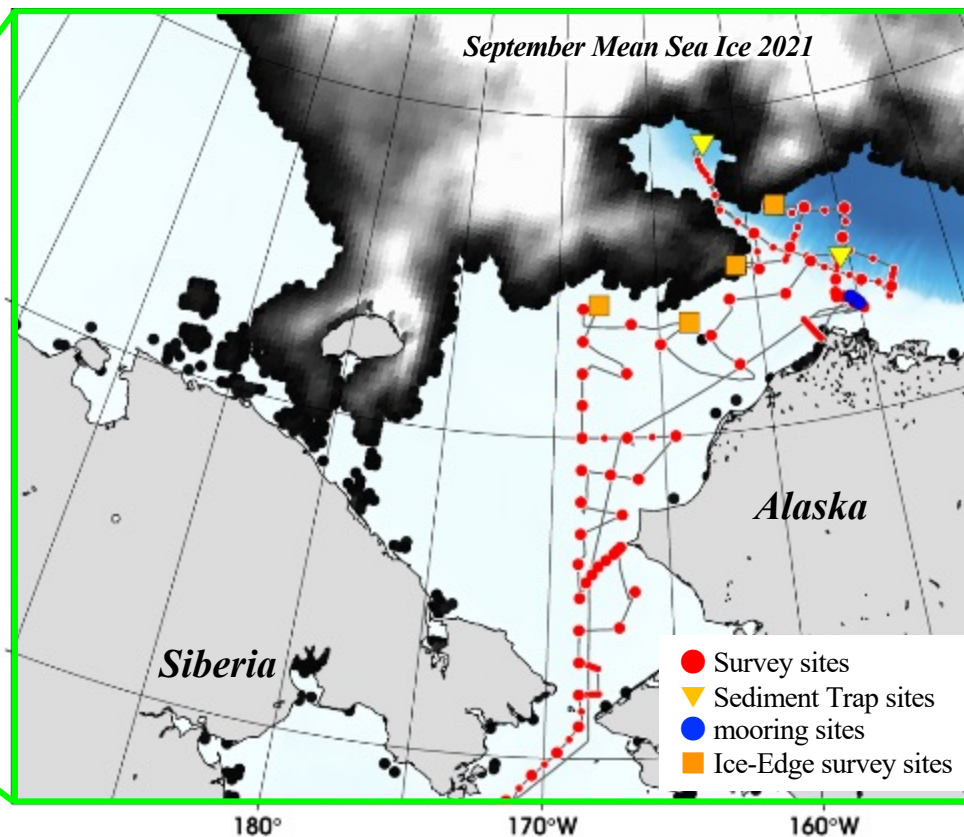 September Mean Sea Ice 2021
Alaska
Siberia
Survey sites
Sediment Trap sites
mooring sites
Ice-Edge survey sites
180°
170°W
160°W